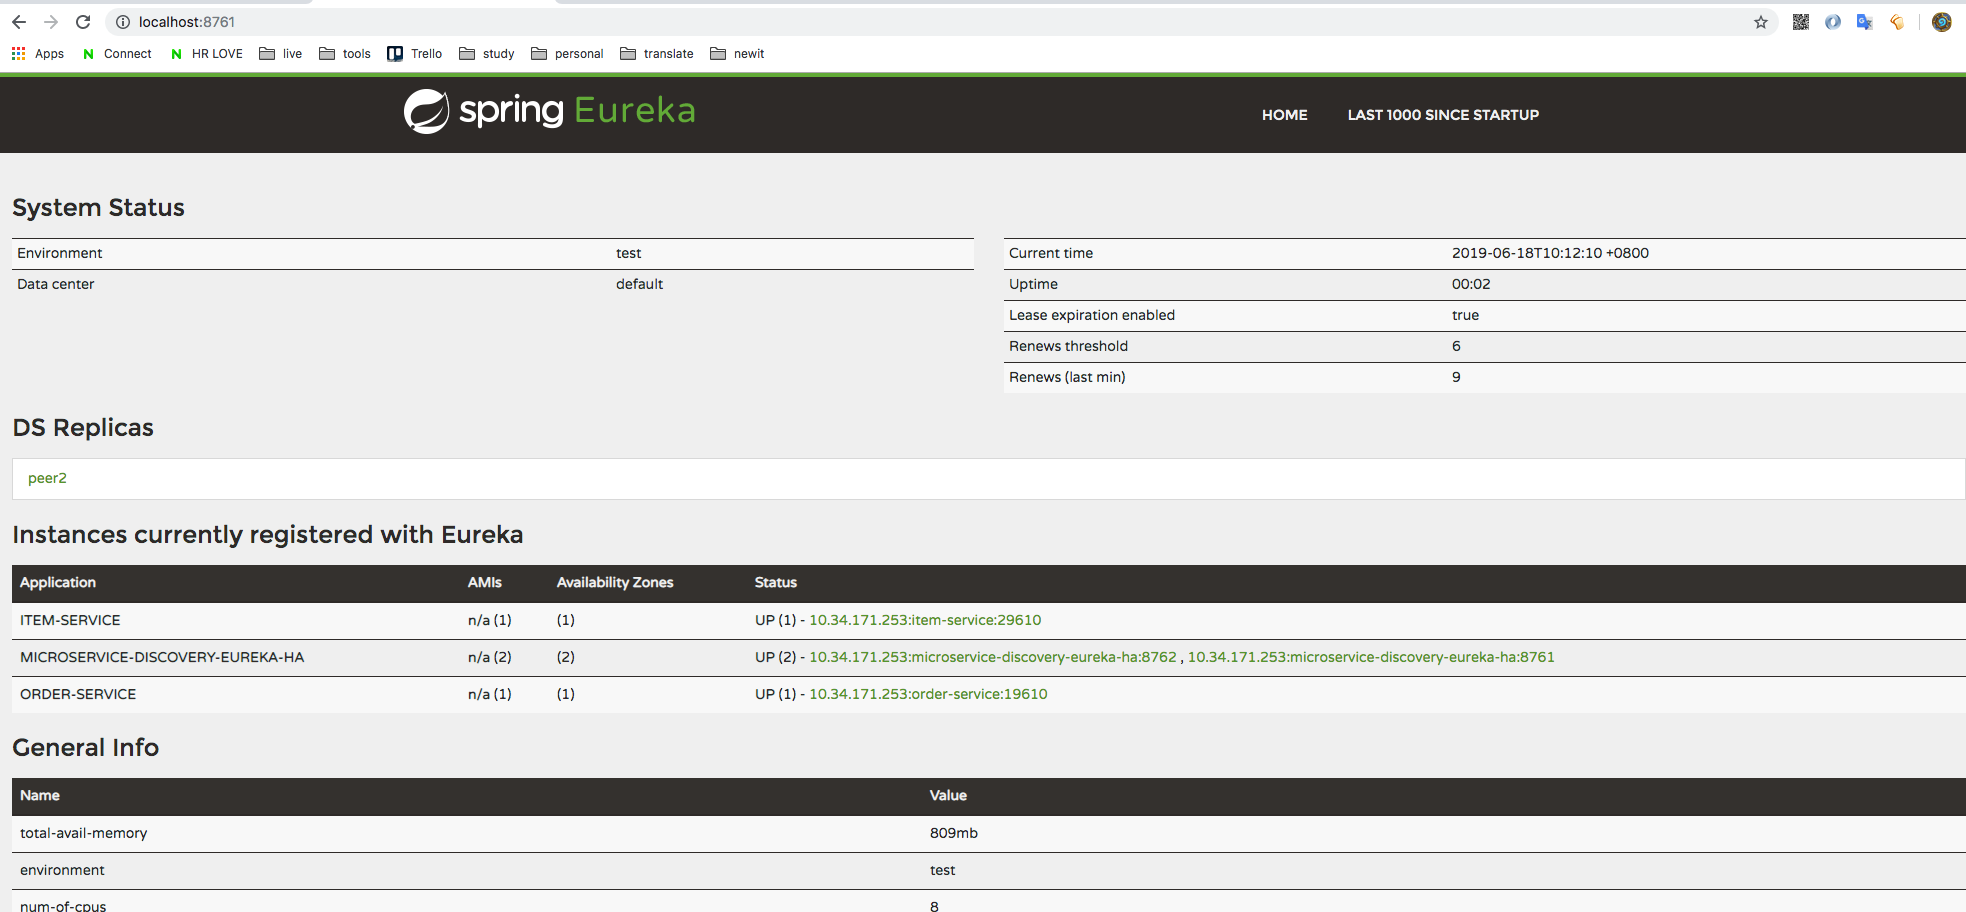 localhost:8761
Apps Connect HR LOVE live tools Trello study personal translate newit
spring Eureka HOME LAST 1000 SINCE STARTUP
System Status
Environment test
Data center default
Current time 2019-06-18T10:12:10 +0800
Uptime 00:02
Lease expiration enabled true
Renews threshold 6
Renews (last min) 9
DS Replicas
peer2
Instances currently registered with Eureka
Application AMIs Availability Zones Status
ITEM-SERVICE n/a (1) (1) UP (1) - 10.34.171.253:item-service:29610
MICROSERVICE-DISCOVERY-EUREKA-HA n/a (2) (2) UP (2) - 10.34.171.253:microservice-discovery-eureka-ha:8762 , 10.34.171.253:microservice-discovery-eureka-ha:8761
ORDER-SERVICE n/a (1) (1) UP (1) - 10.34.171.253:order-service:19610
General Info
Name Value
total-avail-memory 809mb
environment test
num-of-cpus 8